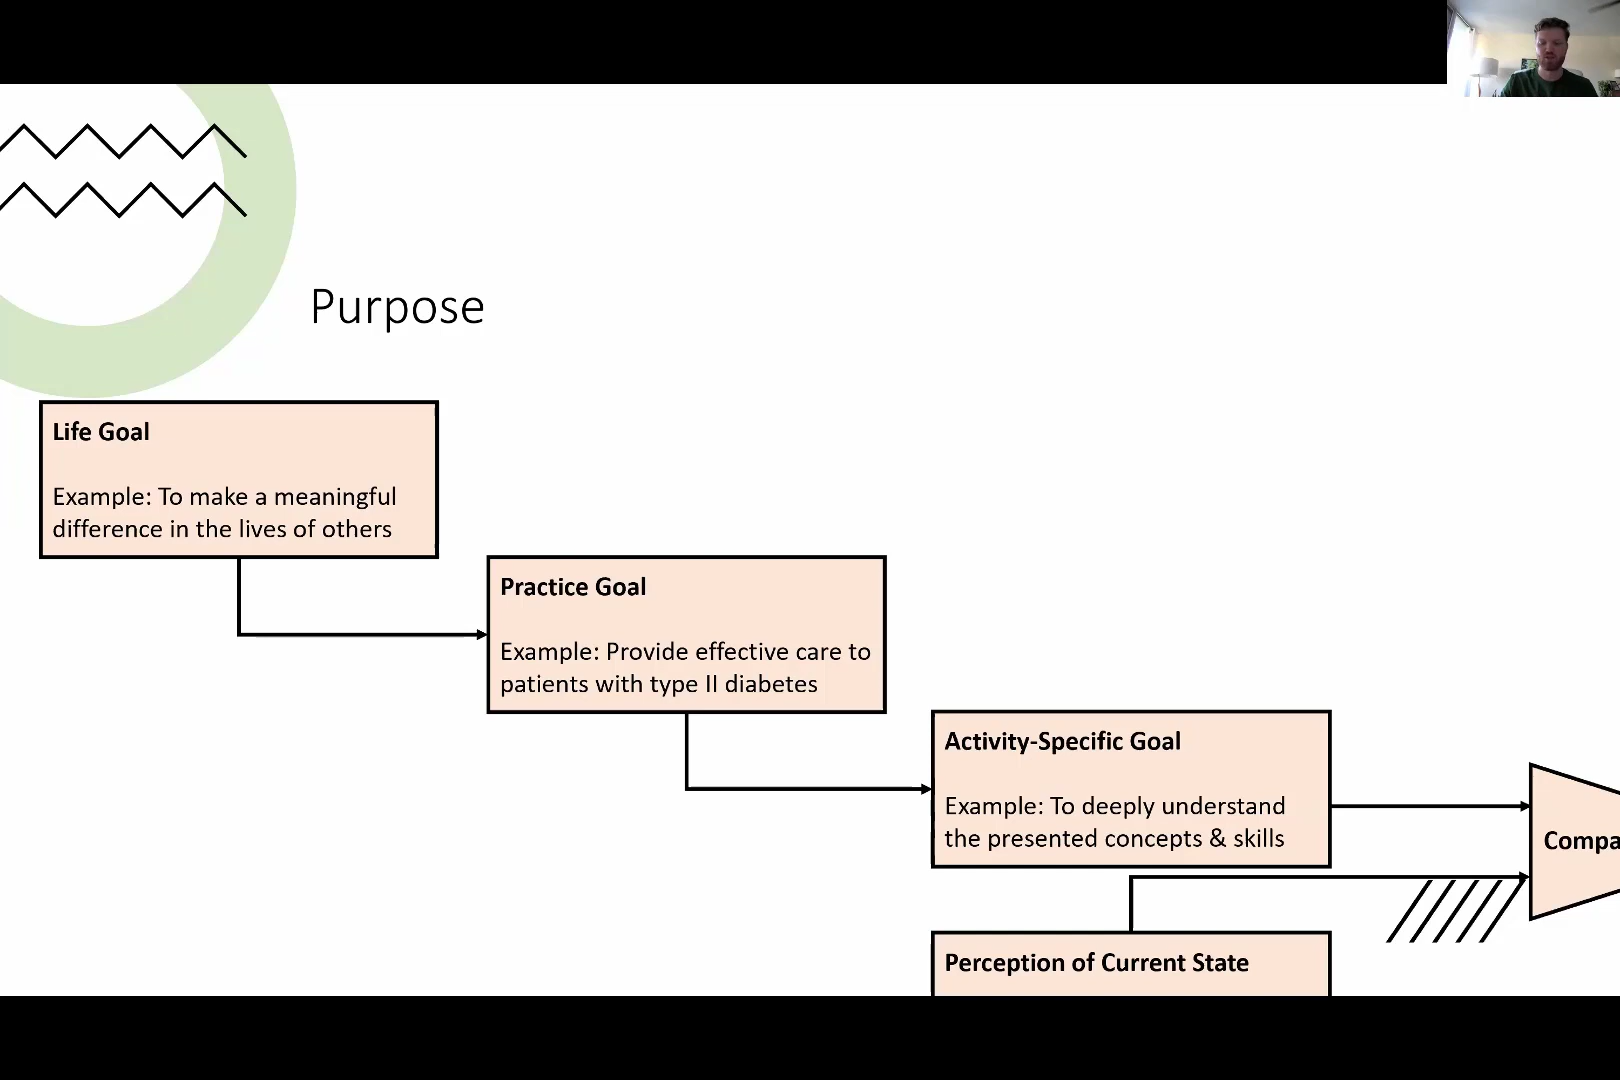 Purpose
Life Goal
Example: To make a meaningful
difference in the lives of others
Practice Goal
Example: Provide effective care to
patients with type II diabetes
Activity-Specific Goal
Example: To deeply understand
the presented concepts & skills
Compa
Perception of Current State